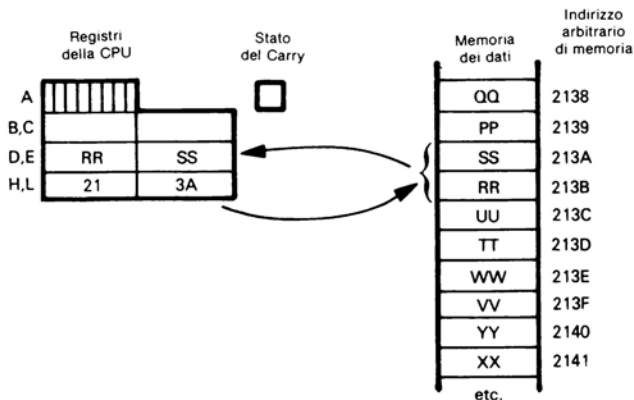 Registri
della CPU
Stato
del Carry
Memoria
dei dati
Indirizzo
arbitrario
di memoria
A
B,C
D,E RR SS
H,L 21 3A
QQ 2138
PP 2139
SS 213A
RR 213B
UU 213C
TT 213D
WW 213E
VV 213F
YY 2140
XX 2141
etc.